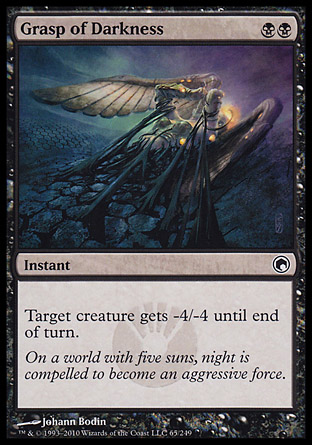 Grasp of Darkness
Instant
Target creature gets -4/-4 until end
of turn.
On a world with five suns, night is
compelled to become an aggressive force.
Johann Bodin
™ & © 1993–2010 Wizards of the Coast LLC 65/249